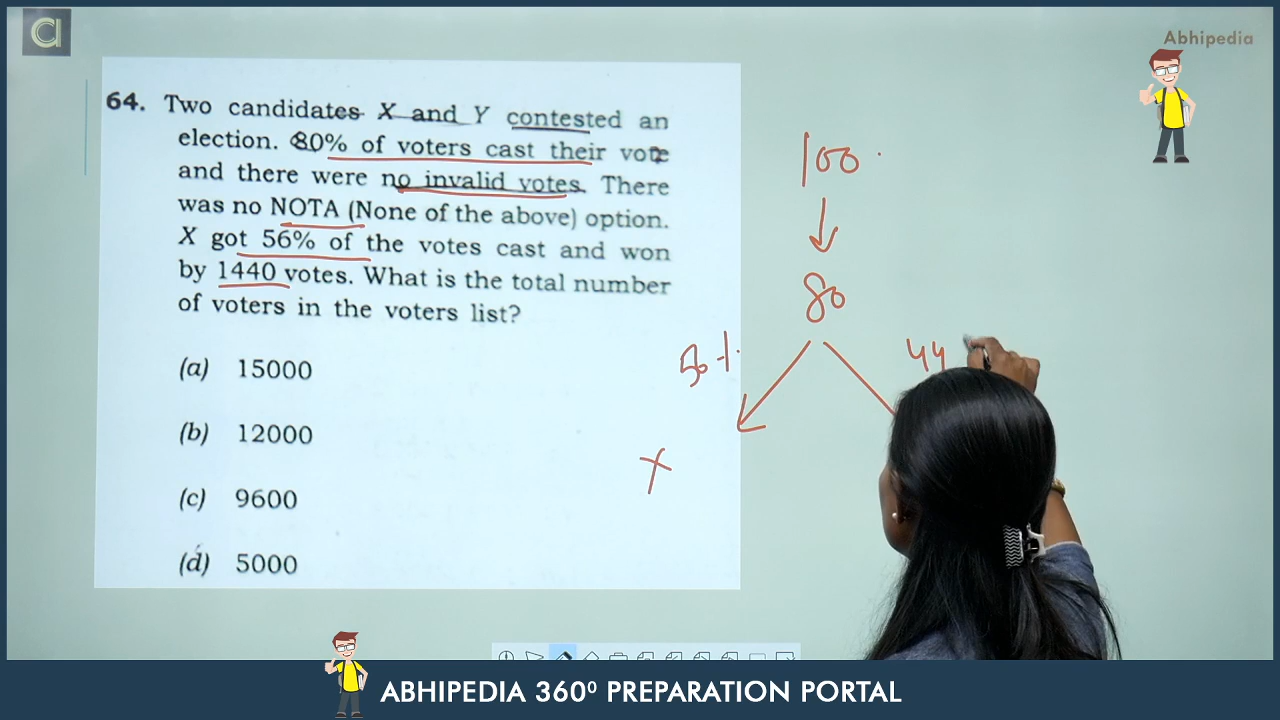 Abhipedia
64. Two candidates X and Y contested an
election. 80% of voters cast their vote
and there were no invalid votes. There
was no NOTA (None of the above) option.
X got 56% of the votes cast and won
by 1440 votes. What is the total number
of voters in the voters list?
(a) 15000
(b) 12000
(c) 9600
(d) 5000
100
80
56%
44
X
ABHIPEDIA 360⁰ PREPARATION PORTAL